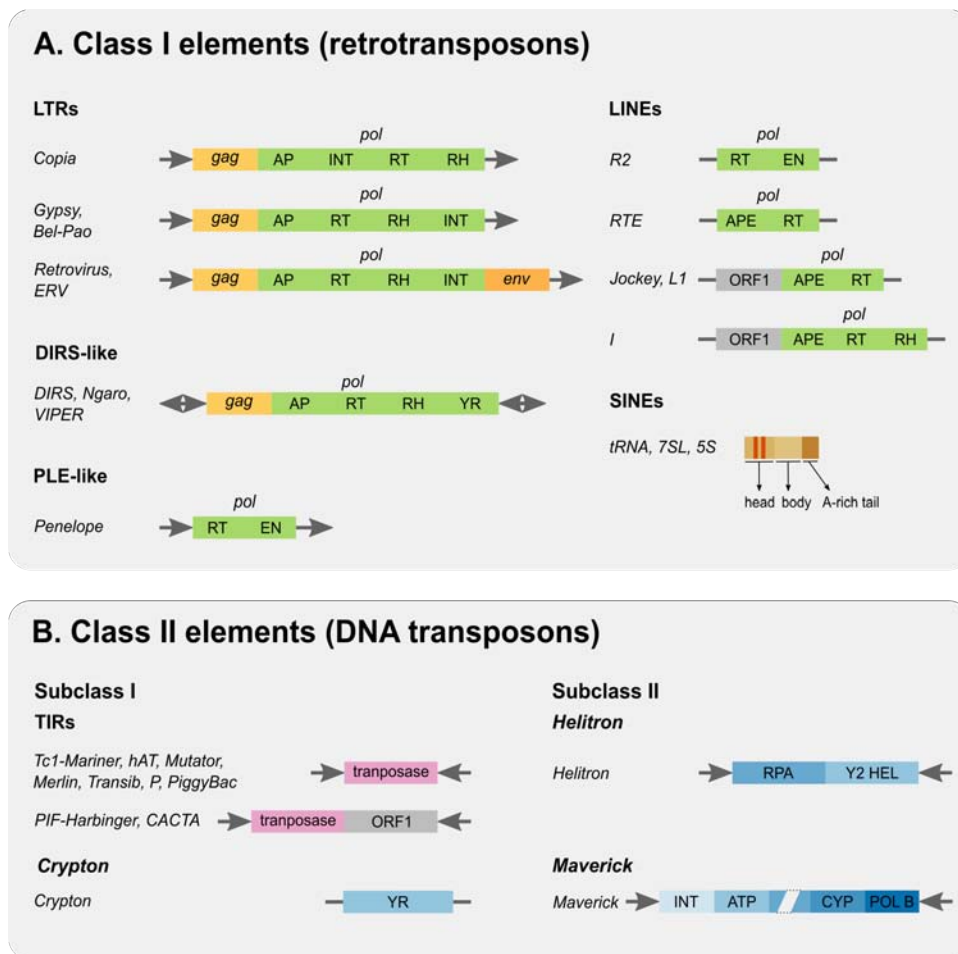 A. Class I elements (retrotransposons)
LTRs
pol
Copia gag AP INT RT RH
pol
Gypsy,
Bel-Pao
gag AP RT RH INT
pol
Retrovirus,
ERV
gag AP RT RH INT env
DIRS-like
pol
DIRS, Ngaro,
VIPER
gag AP RT RH YR
PLE-like
pol
Penelope RT EN
LINEs
pol
R2 RT EN
pol
RTE APE RT
pol
Jockey, L1 ORF1 APE RT
pol
I ORF1 APE RT RH
SINEs
tRNA, 7SL, 5S
head body A-rich tail
B. Class II elements (DNA transposons)
Subclass I
TIRs
Tc1-Mariner, hAT, Mutator,
Merlin, Transib, P, PiggyBac
tranposase
PIF-Harbinger, CACTA tranposase ORF1
Crypton
Crypton YR
Subclass II
Helitron
Helitron RPA Y2 HEL
Maverick
Maverick INT ATP CYP POL B